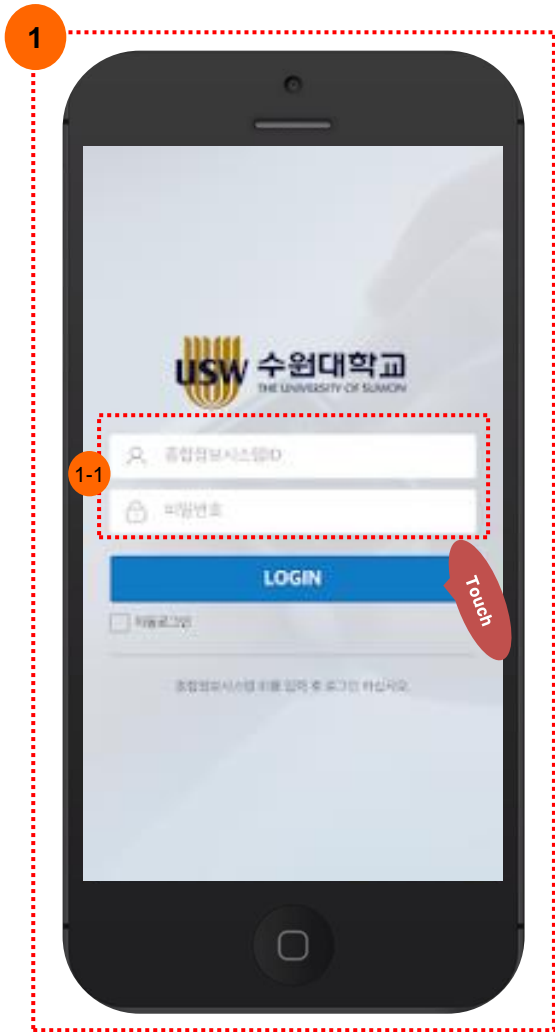 1
USW 수원대학교
THE UNIVERSITY OF SUWON
1-1
종합정보시스템ID
비밀번호
LOGIN
Touch
자동로그인
종합정보시스템 ID를 입력 후 로그인 하십시오.